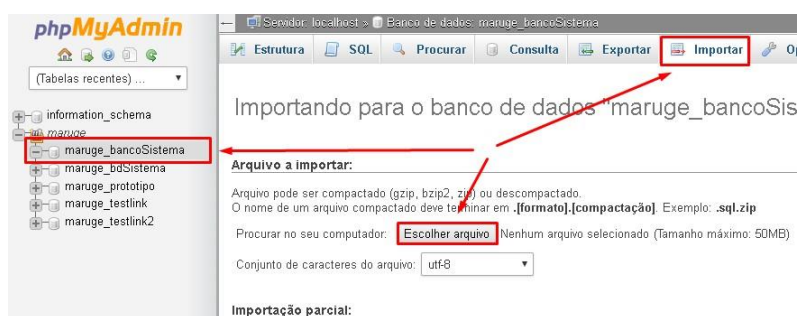 phpMyAdmin
(Tabelas recentes) ...
information_schema
maruge
maruge_bancoSistema
maruge_bdSistema
maruge_prototipo
maruge_testlink
maruge_testlink2
Servidor: localhost » Banco de dados: maruge_bancoSistema
Estrutura SQL Procurar Consulta Exportar Importar Op
Importando para o banco de dados "maruge_bancoSis
Arquivo a importar:
Arquivo pode ser compactado (gzip, bzip2, zip) ou descompactado.
O nome de um arquivo compactado deve terminar em .[formato].[compactação]. Exemplo: .sql.zip
Procurar no seu computador: Escolher arquivo Nenhum arquivo selecionado (Tamanho máximo: 50MB)
Conjunto de caracteres do arquivo: utf-8
Importação parcial: